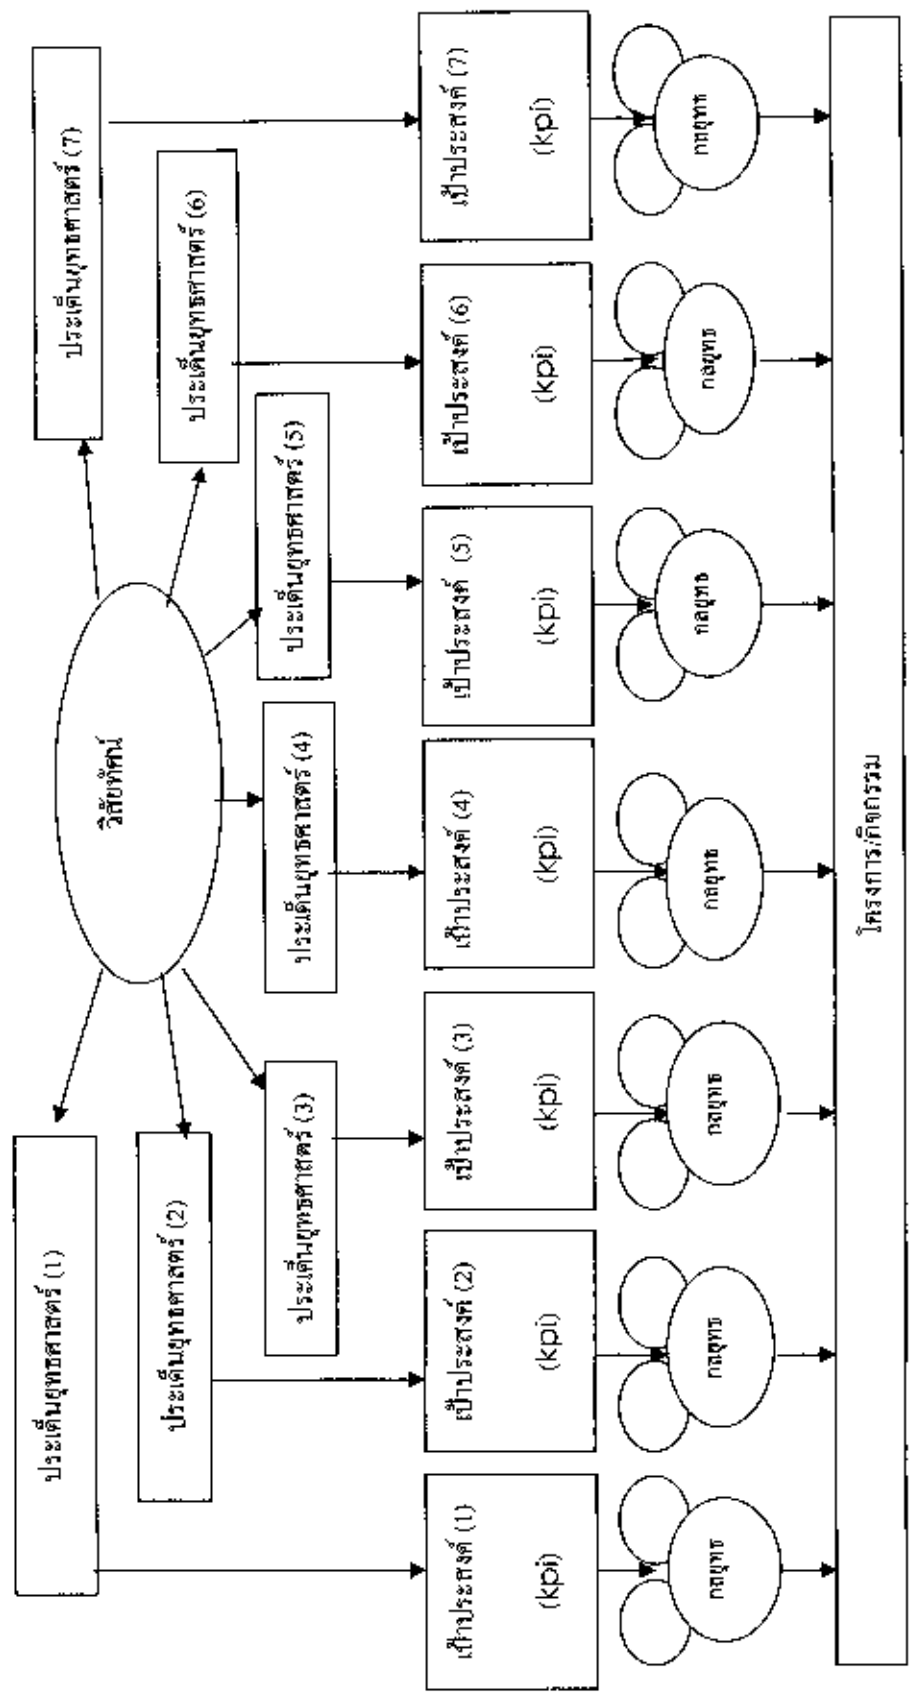 วิสัยทัศน์
ประเด็นยุทธศาสตร์ (1)
ประเด็นยุทธศาสตร์ (2)
ประเด็นยุทธศาสตร์ (3)
ประเด็นยุทธศาสตร์ (4)
ประเด็นยุทธศาสตร์ (5)
ประเด็นยุทธศาสตร์ (6)
ประเด็นยุทธศาสตร์ (7)
เป้าประสงค์ (1)
(kpi)
เป้าประสงค์ (2)
(kpi)
เป้าประสงค์ (3)
(kpi)
เป้าประสงค์ (4)
(kpi)
เป้าประสงค์ (5)
(kpi)
เป้าประสงค์ (6)
(kpi)
เป้าประสงค์ (7)
(kpi)
กลยุทธ
กลยุทธ
กลยุทธ
กลยุทธ
กลยุทธ
กลยุทธ
กลยุทธ
โครงการ/กิจกรรม